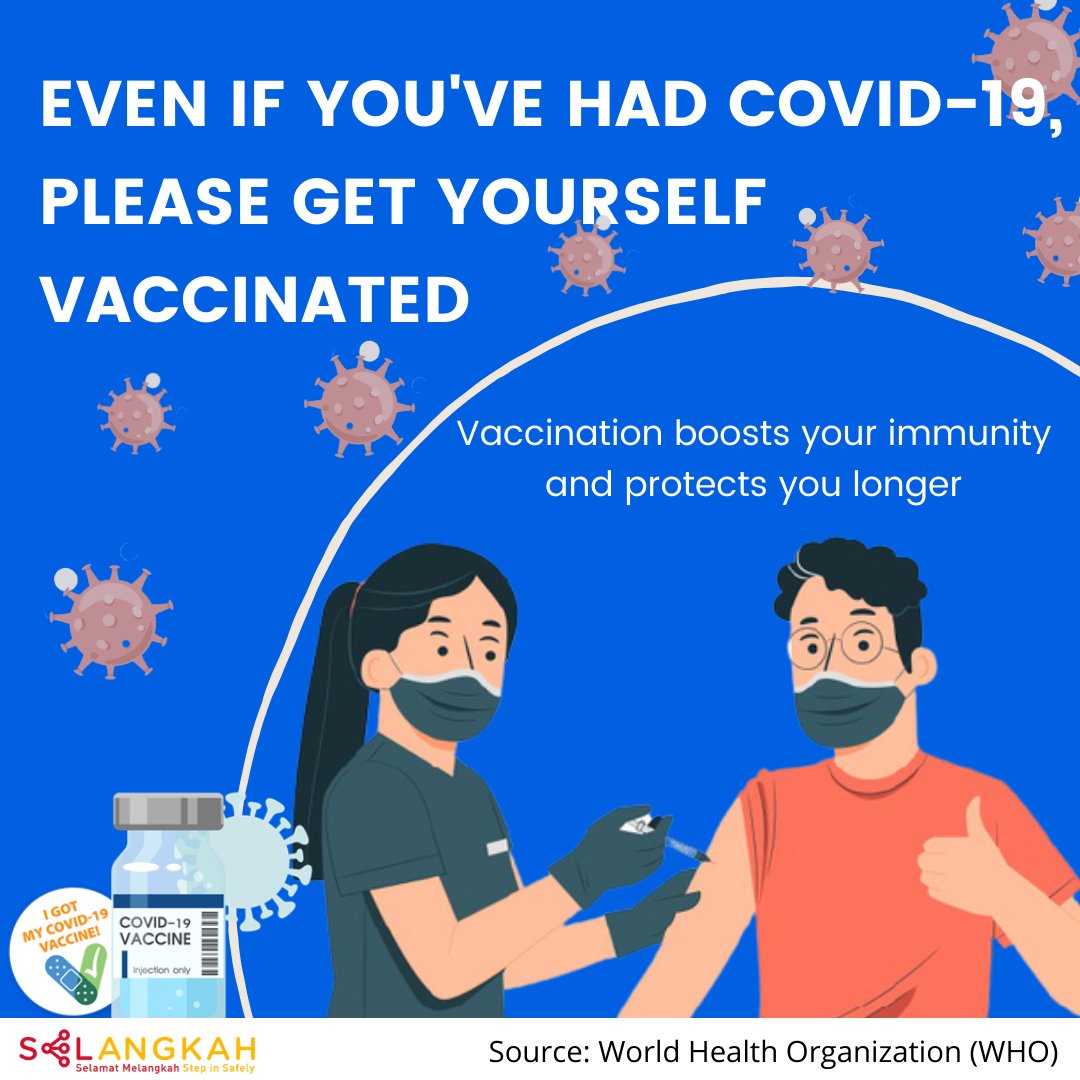 EVEN IF YOU'VE HAD COVID-19,
PLEASE GET YOURSELF
VACCINATED
Vaccination boosts your immunity
and protects you longer
I GOT
MY COVID-19
VACCINE!
COVID-19
VACCINE
Injection only
SELANGKAH
Selamat Melangkah Step in Safely
Source: World Health Organization (WHO)